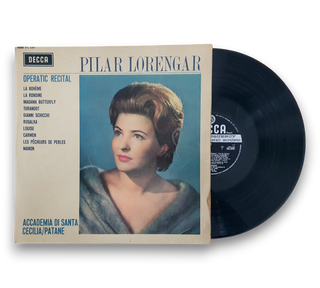 DECCA
PILAR LORENGAR
OPERATIC RECITAL
LA BOHÈME
LA RONDINE
MADAMA BUTTERFLY
TURANDOT
GIANNI SCHICCHI
RUSALKA
LOUISE
CARMEN
LES PÊCHEURS DE PERLES
MANON
ACCADEMIA DI SANTA
CECILIA/PATANE
DECCA